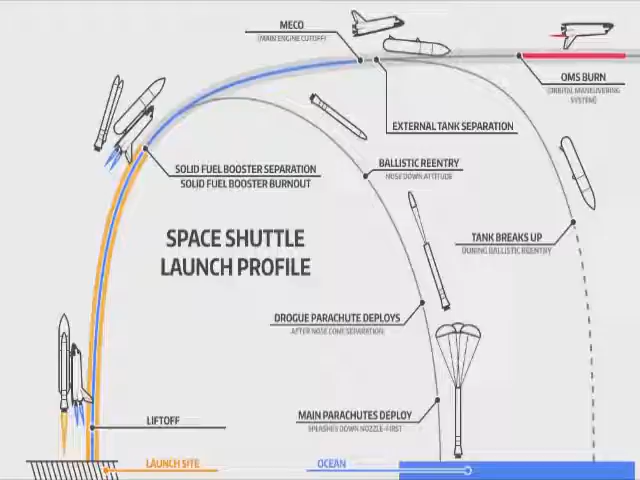 MECO
(MAIN ENGINE CUTOFF)
OMS BURN
(ORBITAL MANEUVERING
SYSTEM)
EXTERNAL TANK SEPARATION
BALLISTIC REENTRY
NOSE DOWN ATTITUDE
SOLID FUEL BOOSTER SEPARATION
SOLID FUEL BOOSTER BURNOUT
SPACE SHUTTLE
LAUNCH PROFILE
TANK BREAKS UP
DURING BALLISTIC REENTRY
DROGUE PARACHUTE DEPLOYS
AFTER NOSE CONE SEPARATION
MAIN PARACHUTES DEPLOY
SPLASHES DOWN NOZZLE-FIRST
LIFTOFF
LAUNCH SITE
OCEAN